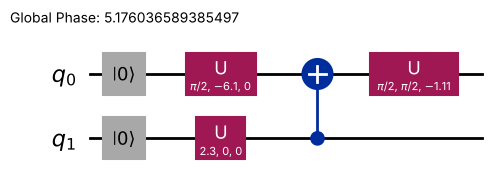 Global Phase: 5.176036589385497
q0 |0⟩ U + U
π/2, −6.1, 0 π/2, π/2, −1.11
q1 |0⟩ U
2.3, 0, 0